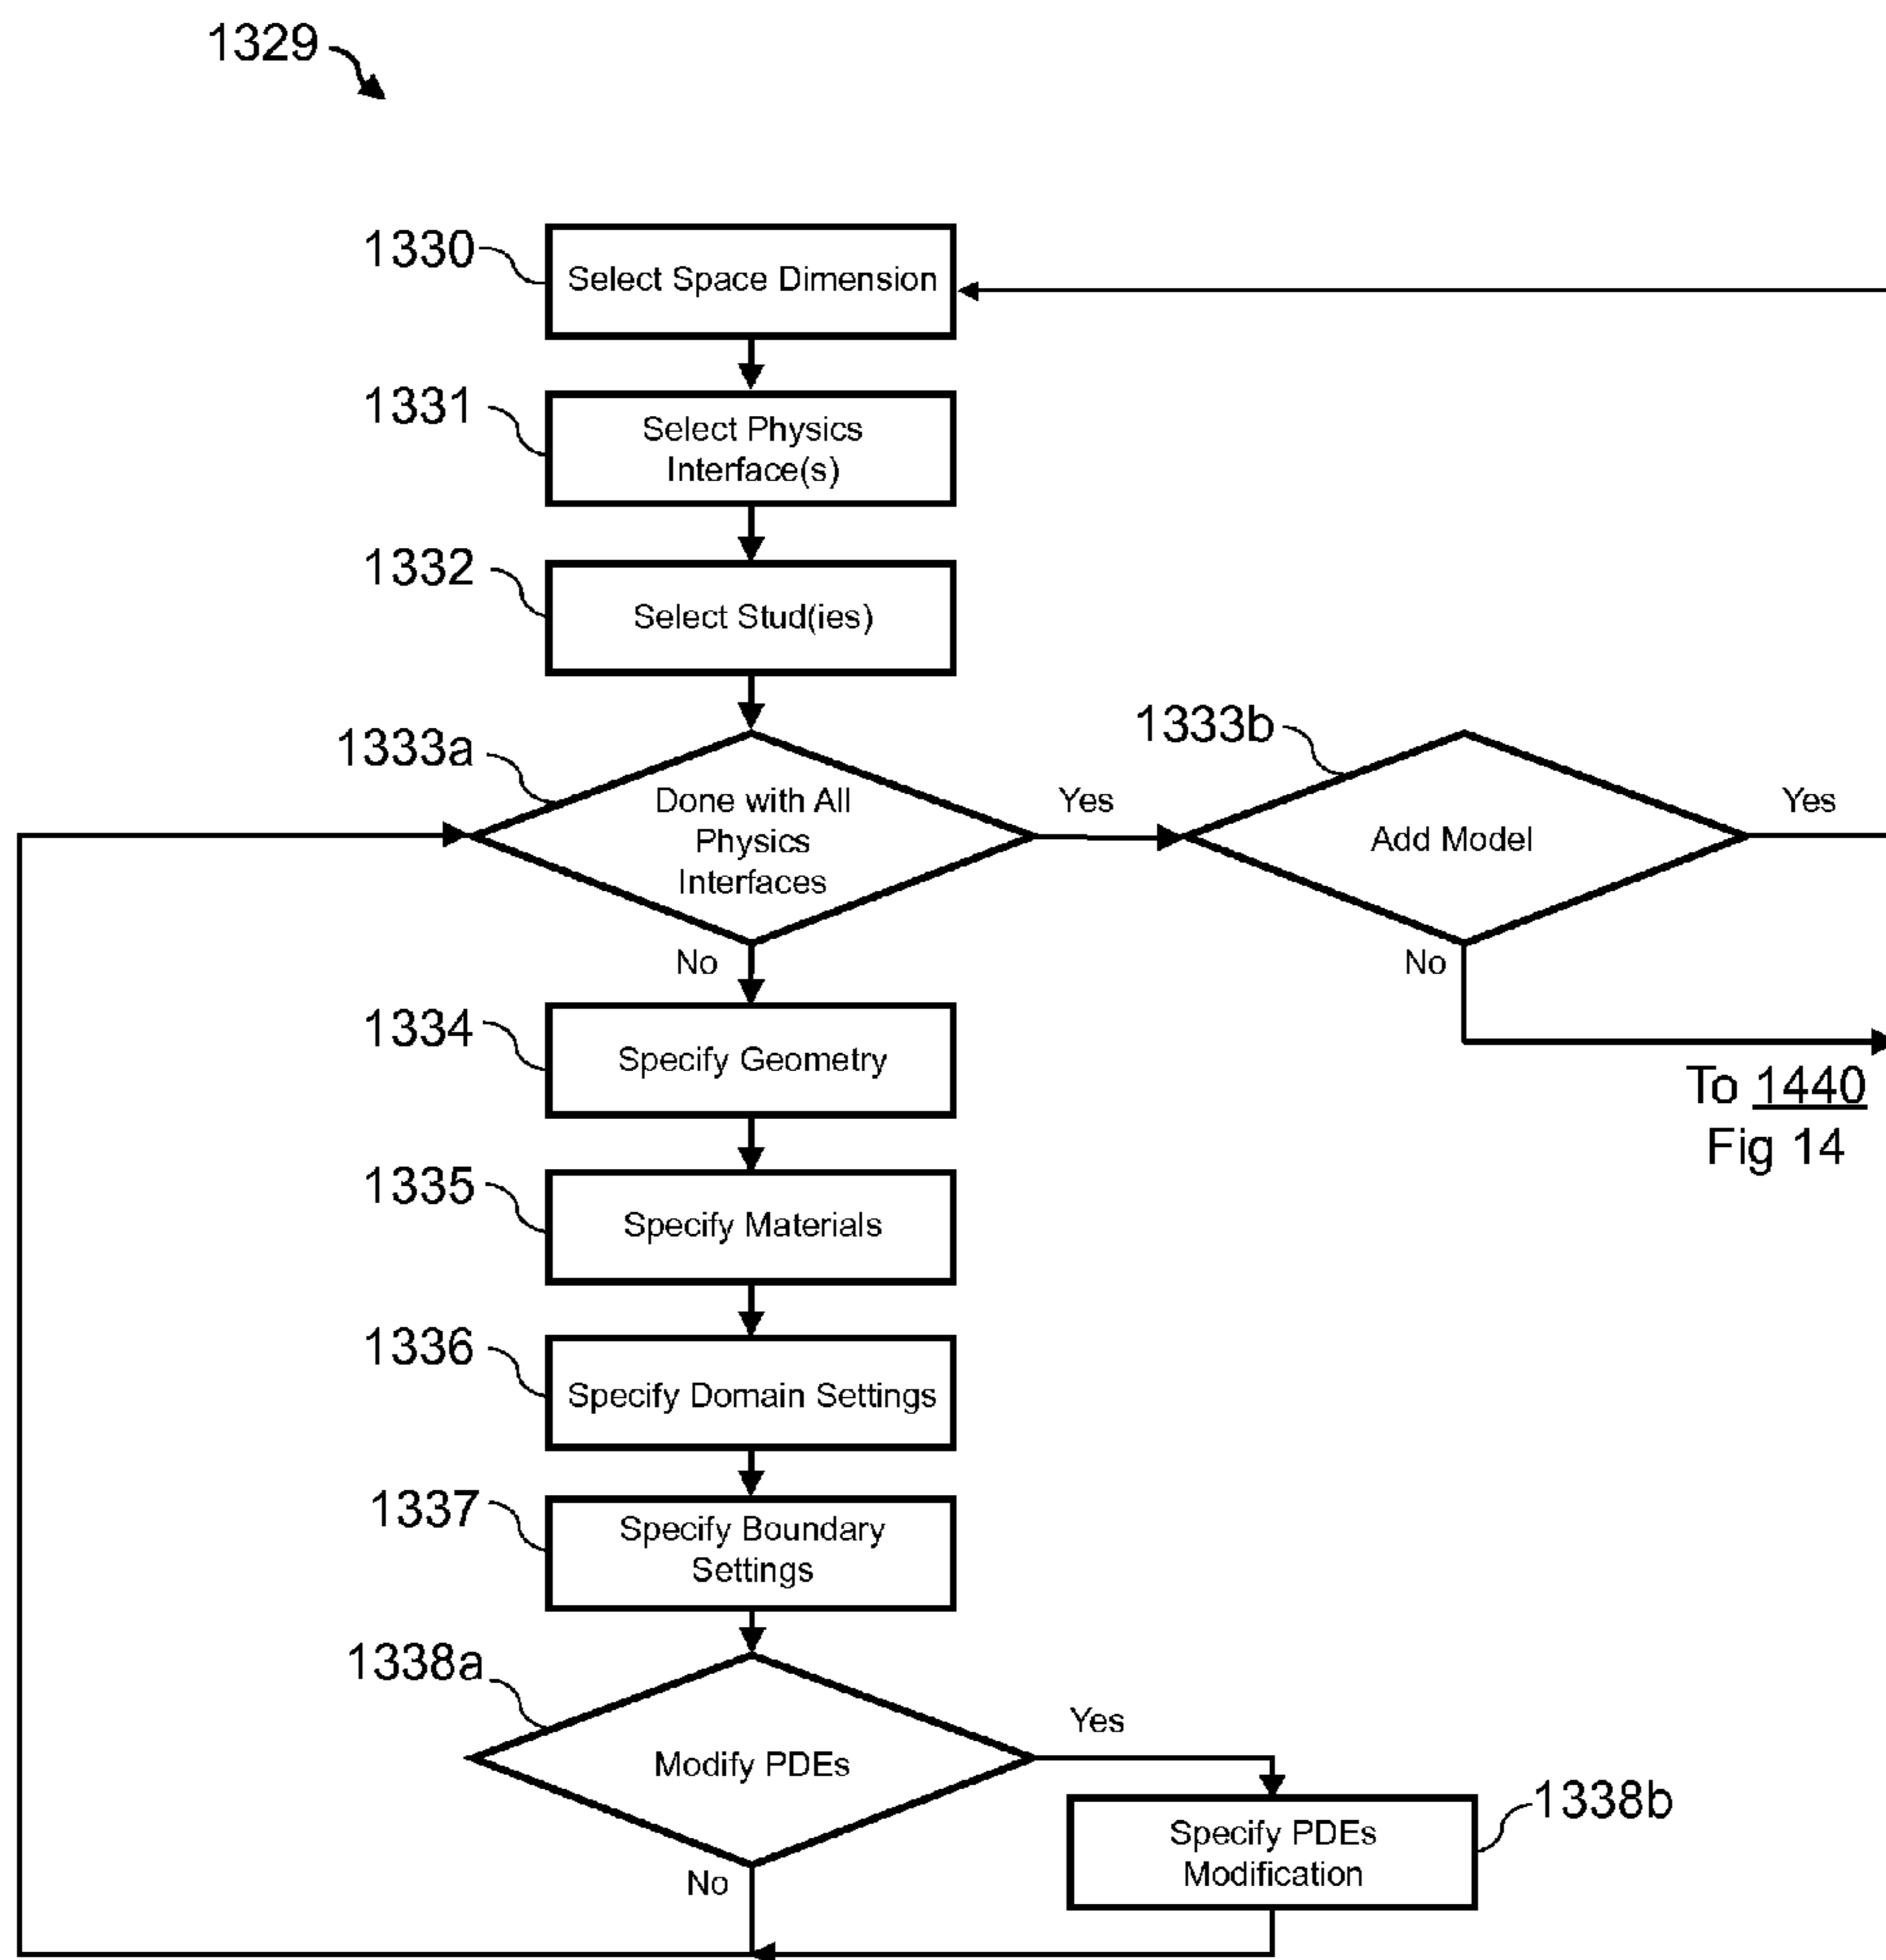 1329
1330
Select Space Dimension
1331
Select Physics
Interface(s)
1332
Select Stud(ies)
1333a
Done with All
Physics
Interfaces
Yes
1333b
Add Model
Yes
No
No
To 1440
Fig 14
1334
Specify Geometry
1335
Specify Materials
1336
Specify Domain Settings
1337
Specify Boundary
Settings
1338a
Modify PDEs
Yes
1338b
Specify PDEs
Modification
No